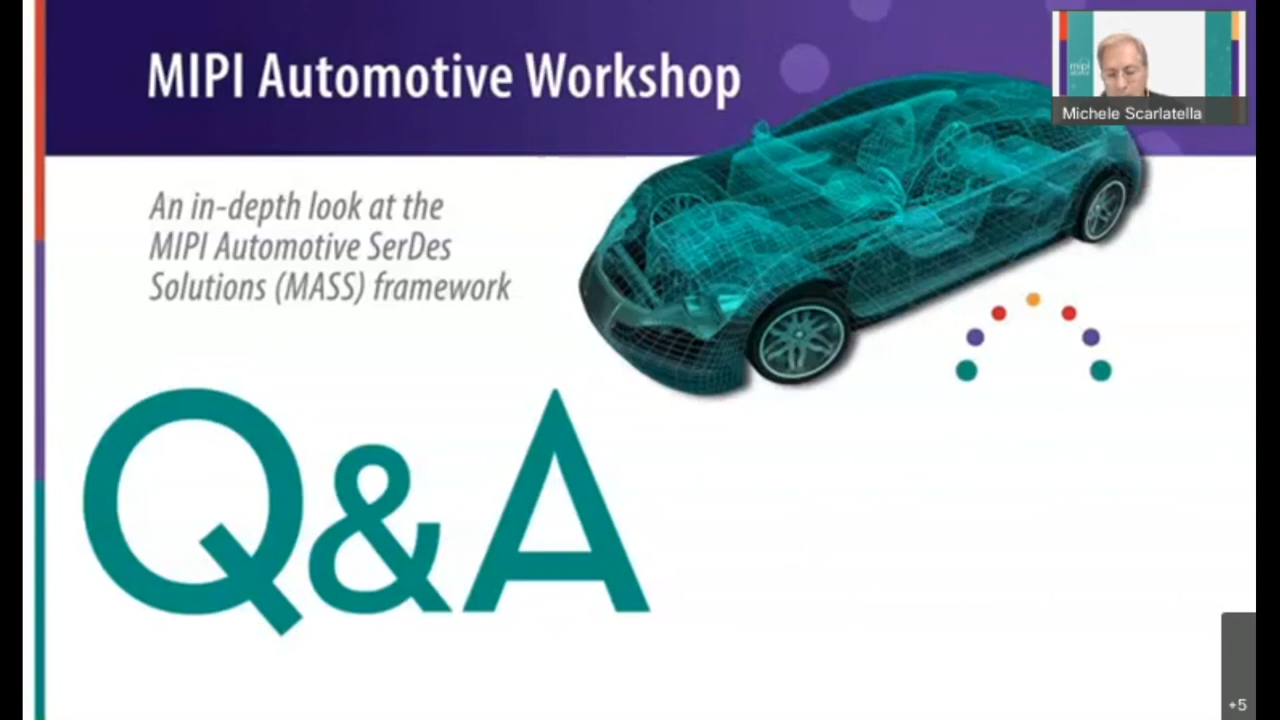 MIPI Automotive Workshop
Michele Scarlatella
An in-depth look at the
MIPI Automotive SerDes
Solutions (MASS) framework
Q&A
+5